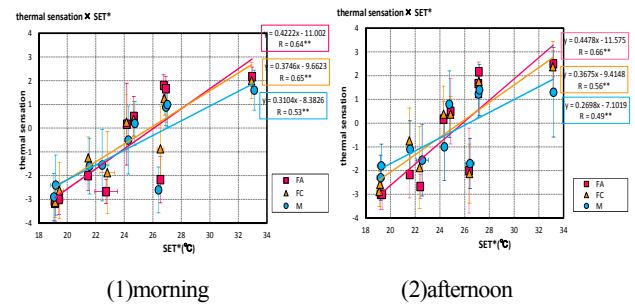 thermal sensation × SET*
y = 0.4222x - 11.002
R = 0.64**
y = 0.3746x - 9.6623
R = 0.65**
y = 0.3104x - 8.3826
R = 0.53**
thermal sensation
4
3
2
1
0
-1
-2
-3
-4
18 20 22 24 26 28 30 32 34
SET*(℃)
FA
FC
M
(1)morning
thermal sensation × SET*
y = 0.4478x - 11.575
R = 0.66**
y = 0.3675x - 9.4148
R = 0.56**
y = 0.2698x - 7.1019
R = 0.49**
thermal sensation
4
3
2
1
0
-1
-2
-3
-4
18 20 22 24 26 28 30 32 34
SET*(℃)
FA
FC
M
(2)afternoon